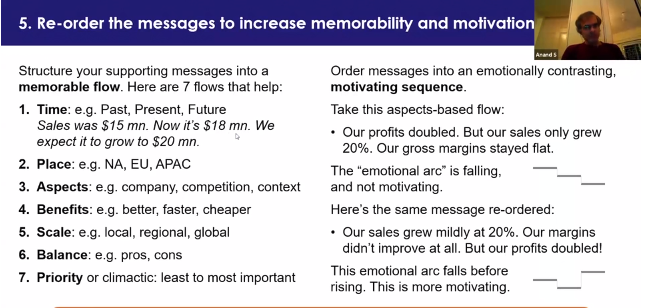 5. Re-order the messages to increase memorability and motivation
Anand S
Structure your supporting messages into a
memorable flow. Here are 7 flows that help:
1. Time: e.g. Past, Present, Future
Sales was $15 mn. Now it's $18 mn. We
expect it to grow to $20 mn.
2. Place: e.g. NA, EU, APAC
3. Aspects: e.g. company, competition, context
4. Benefits: e.g. better, faster, cheaper
5. Scale: e.g. local, regional, global
6. Balance: e.g. pros, cons
7. Priority or climactic: least to most important
Order messages into an emotionally contrasting,
motivating sequence.
Take this aspects-based flow:
• Our profits doubled. But our sales only grew
20%. Our gross margins stayed flat.
The “emotional arc” is falling,
and not motivating.
Here's the same message re-ordered:
• Our sales grew mildly at 20%. Our margins
didn't improve at all. But our profits doubled!
This emotional arc falls before
rising. This is more motivating.